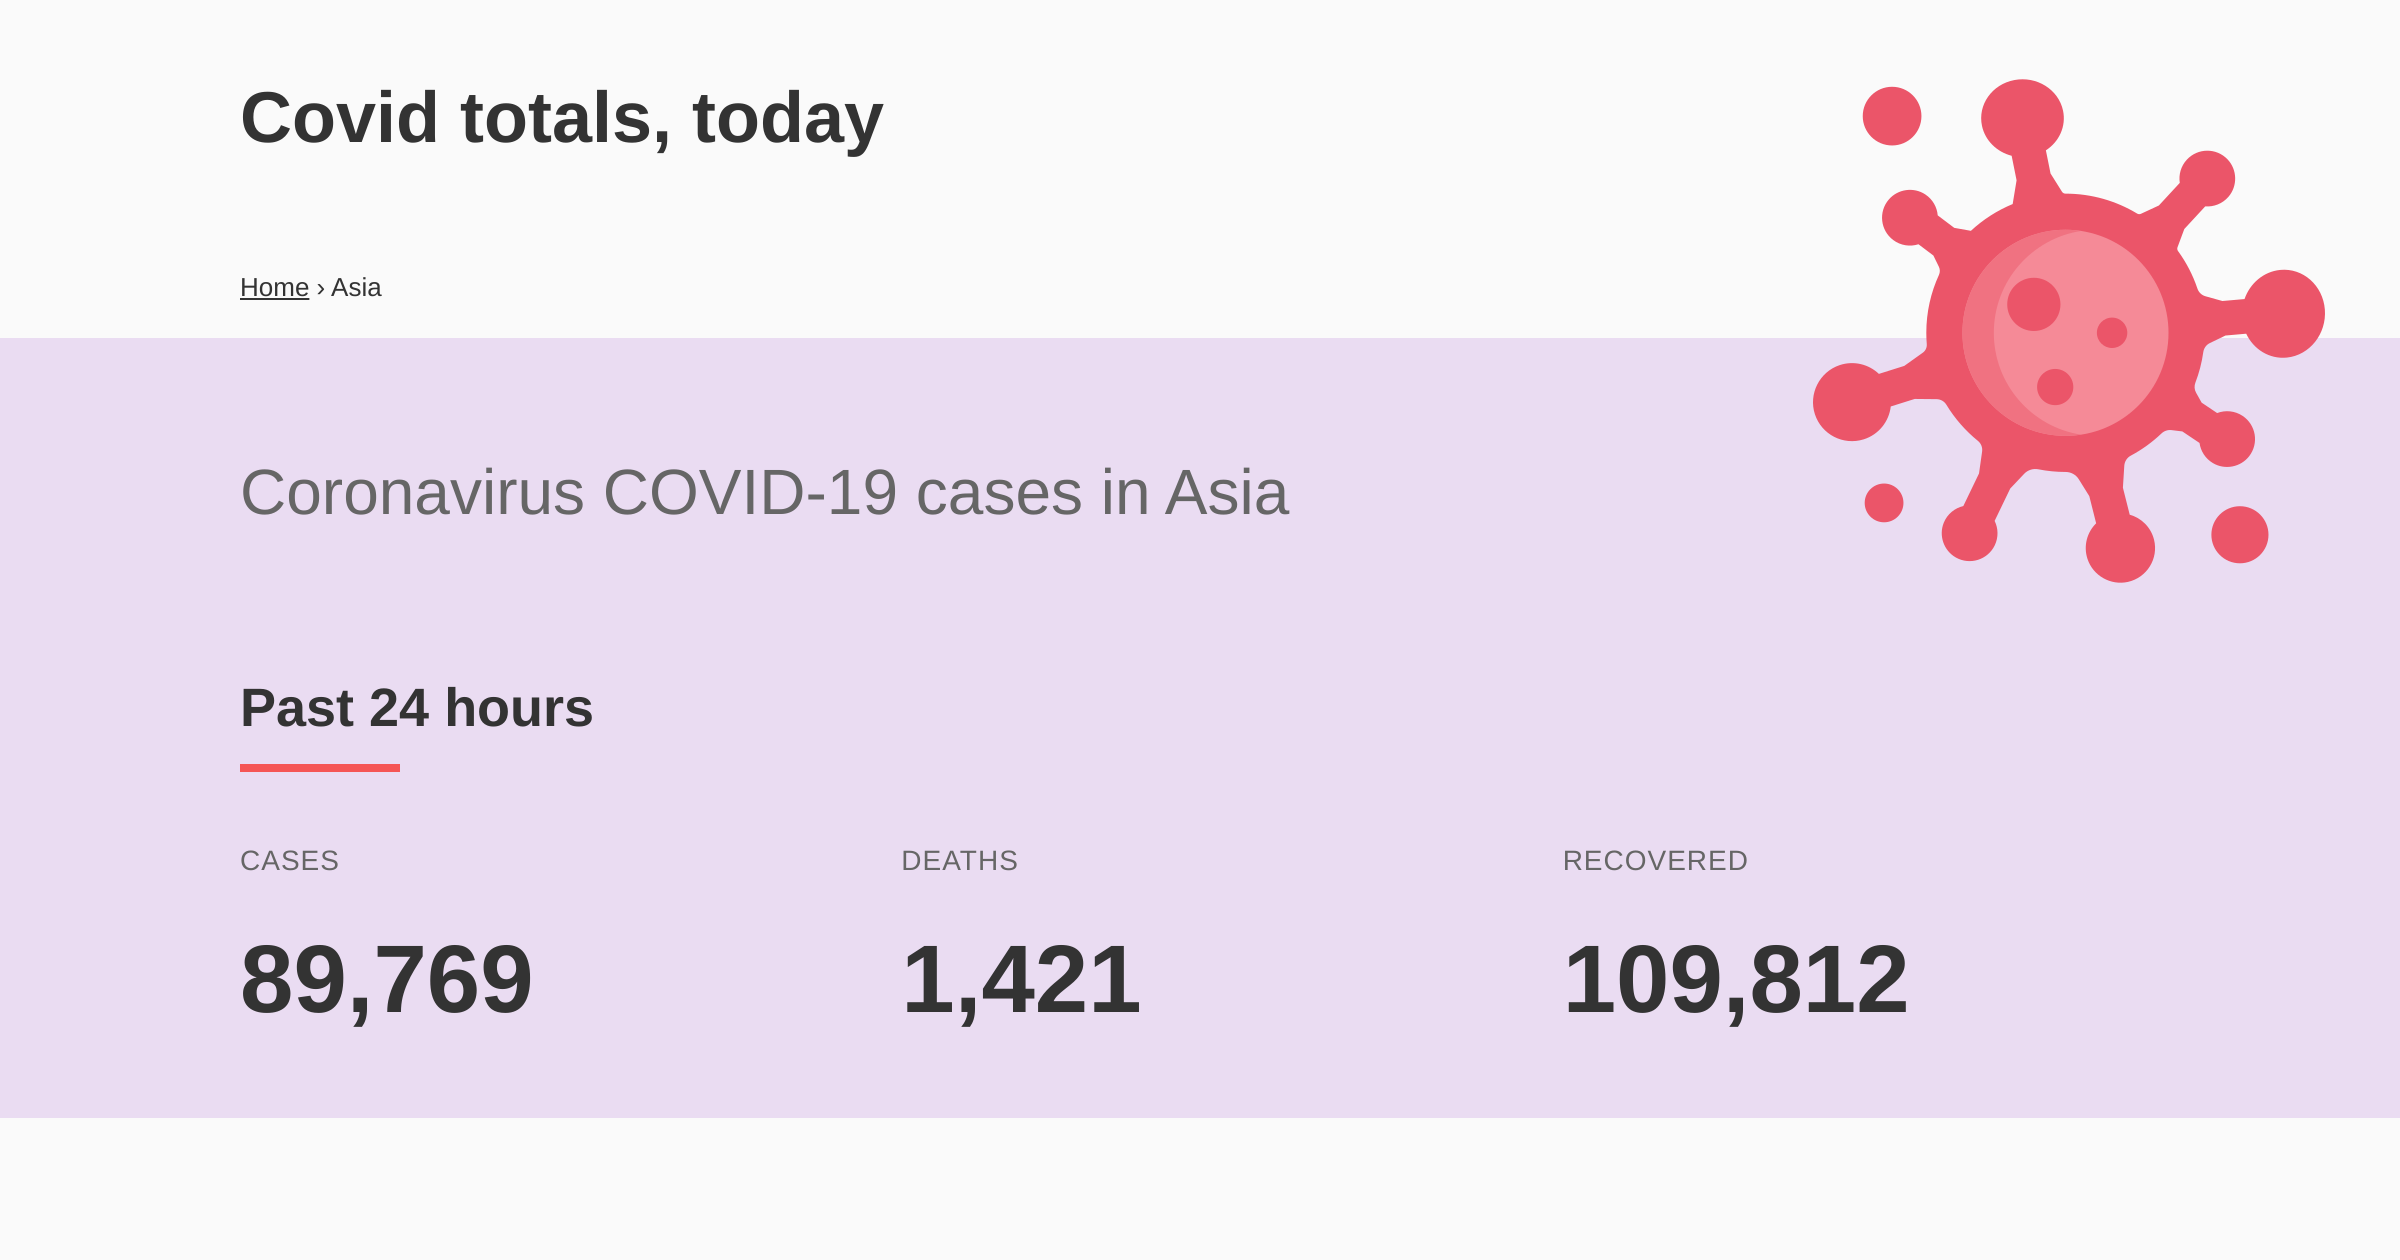 Covid totals, today
Home › Asia
Coronavirus COVID-19 cases in Asia
Past 24 hours
CASES
DEATHS
RECOVERED
89,769
1,421
109,812